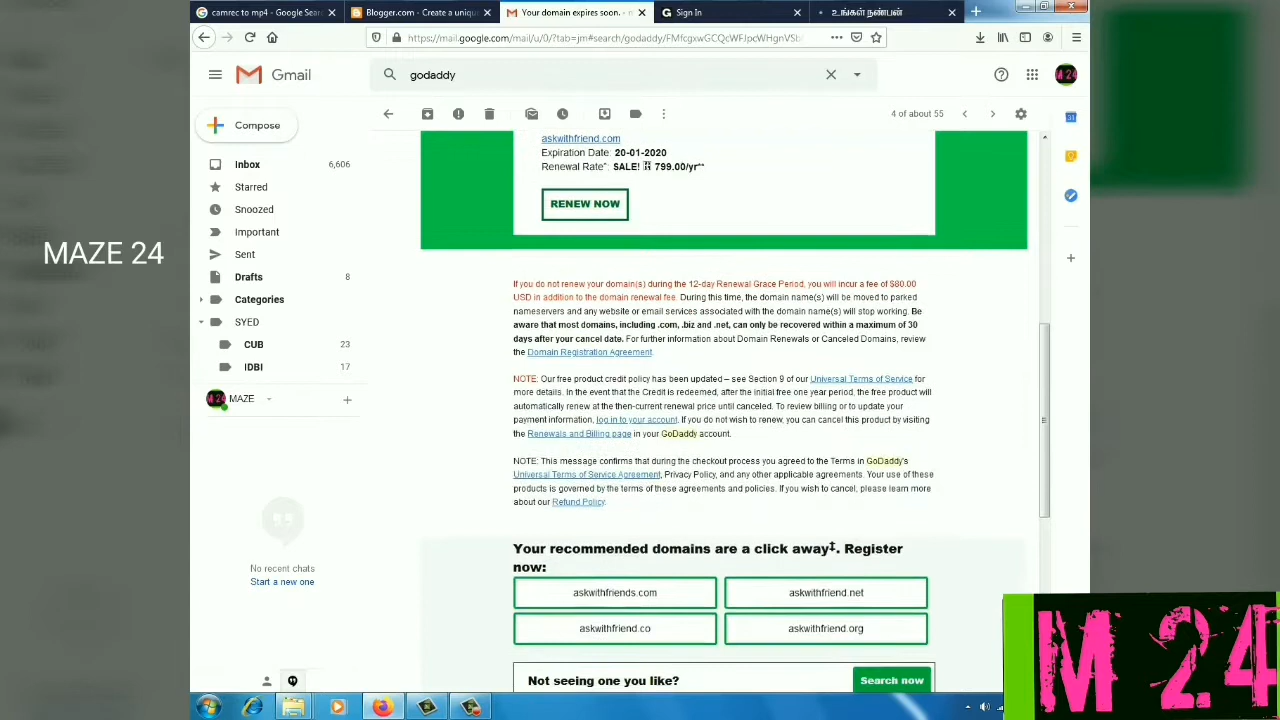 camrec to mp4 - Google Sear
Blogger.com - Create a unique
Your domain expires soon. - m
Sign In
உங்கள் நண்பன்
https://mail.google.com/mail/u/0/?tab=jm#search/godaddy/FMfcgxwGCQcWFJpcWHgnVSb
Gmail
godaddy
M 24
Compose
4 of about 55
Inbox 6,606
Starred
Snoozed
Important
Sent
Drafts 8
Categories
SYED
CUB 23
IDBI 17
MAZE
No recent chats
Start a new one
MAZE 24
askwithfriend.com
Expiration Date: 20-01-2020
Renewal Rate*: SALE! 799.00/yr**
RENEW NOW
If you do not renew your domain(s) during the 12-day Renewal Grace Period, you will incur a fee of $80.00
USD in addition to the domain renewal fee. During this time, the domain name(s) will be moved to parked
nameservers and any website or email services associated with the domain name(s) will stop working. Be
aware that most domains, including .com, .biz and .net, can only be recovered within a maximum of 30
days after your cancel date. For further information about Domain Renewals or Canceled Domains, review
the Domain Registration Agreement.
NOTE: Our free product credit policy has been updated – see Section 9 of our Universal Terms of Service for
more details. In the event that the Credit is redeemed, after the initial free one year period, the free product will
automatically renew at the then-current renewal price until canceled. To review billing or to update your
payment information, log in to your account. If you do not wish to renew, you can cancel this product by visiting
the Renewals and Billing page in your GoDaddy account.
NOTE: This message confirms that during the checkout process you agreed to the Terms in GoDaddy's
Universal Terms of Service Agreement, Privacy Policy, and any other applicable agreements. Your use of these
products is governed by the terms of these agreements and policies. If you wish to cancel, please learn more
about our Refund Policy.
Your recommended domains are a click away‡. Register
now:
askwithfriends.com
askwithfriend.net
askwithfriend.co
askwithfriend.org
Not seeing one you like?
Search now
M 24